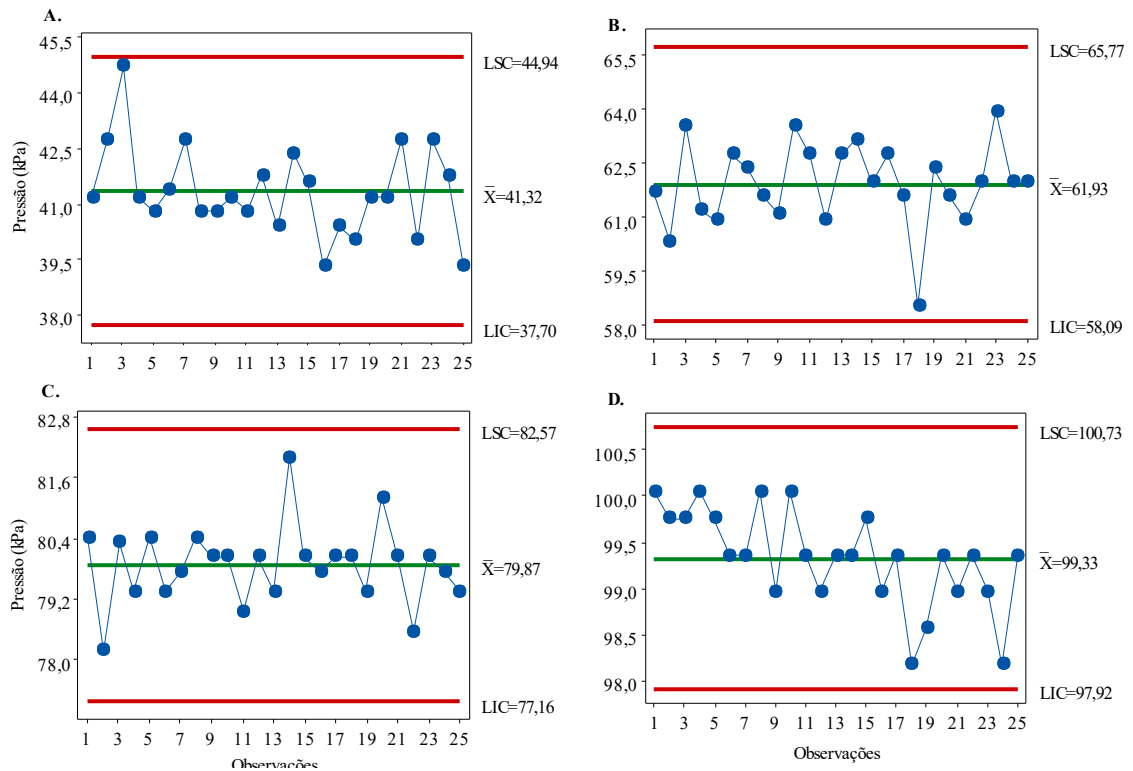 A.
45,5
44,0
42,5
41,0
39,5
38,0
Pressão (kPa)
LSC=44,94
X̅=41,32
LIC=37,70
1 3 5 7 9 11 13 15 17 19 21 23 25
B.
65,5
64,0
62,5
61,0
59,5
58,0
LSC=65,77
X̅=61,93
LIC=58,09
1 3 5 7 9 11 13 15 17 19 21 23 25
C.
82,8
81,6
80,4
79,2
78,0
Pressão (kPa)
LSC=82,57
X̅=79,87
LIC=77,16
1 3 5 7 9 11 13 15 17 19 21 23 25
Observações
D.
100,5
100,0
99,5
99,0
98,5
98,0
LSC=100,73
X̅=99,33
LIC=97,92
1 3 5 7 9 11 13 15 17 19 21 23 25
Observações